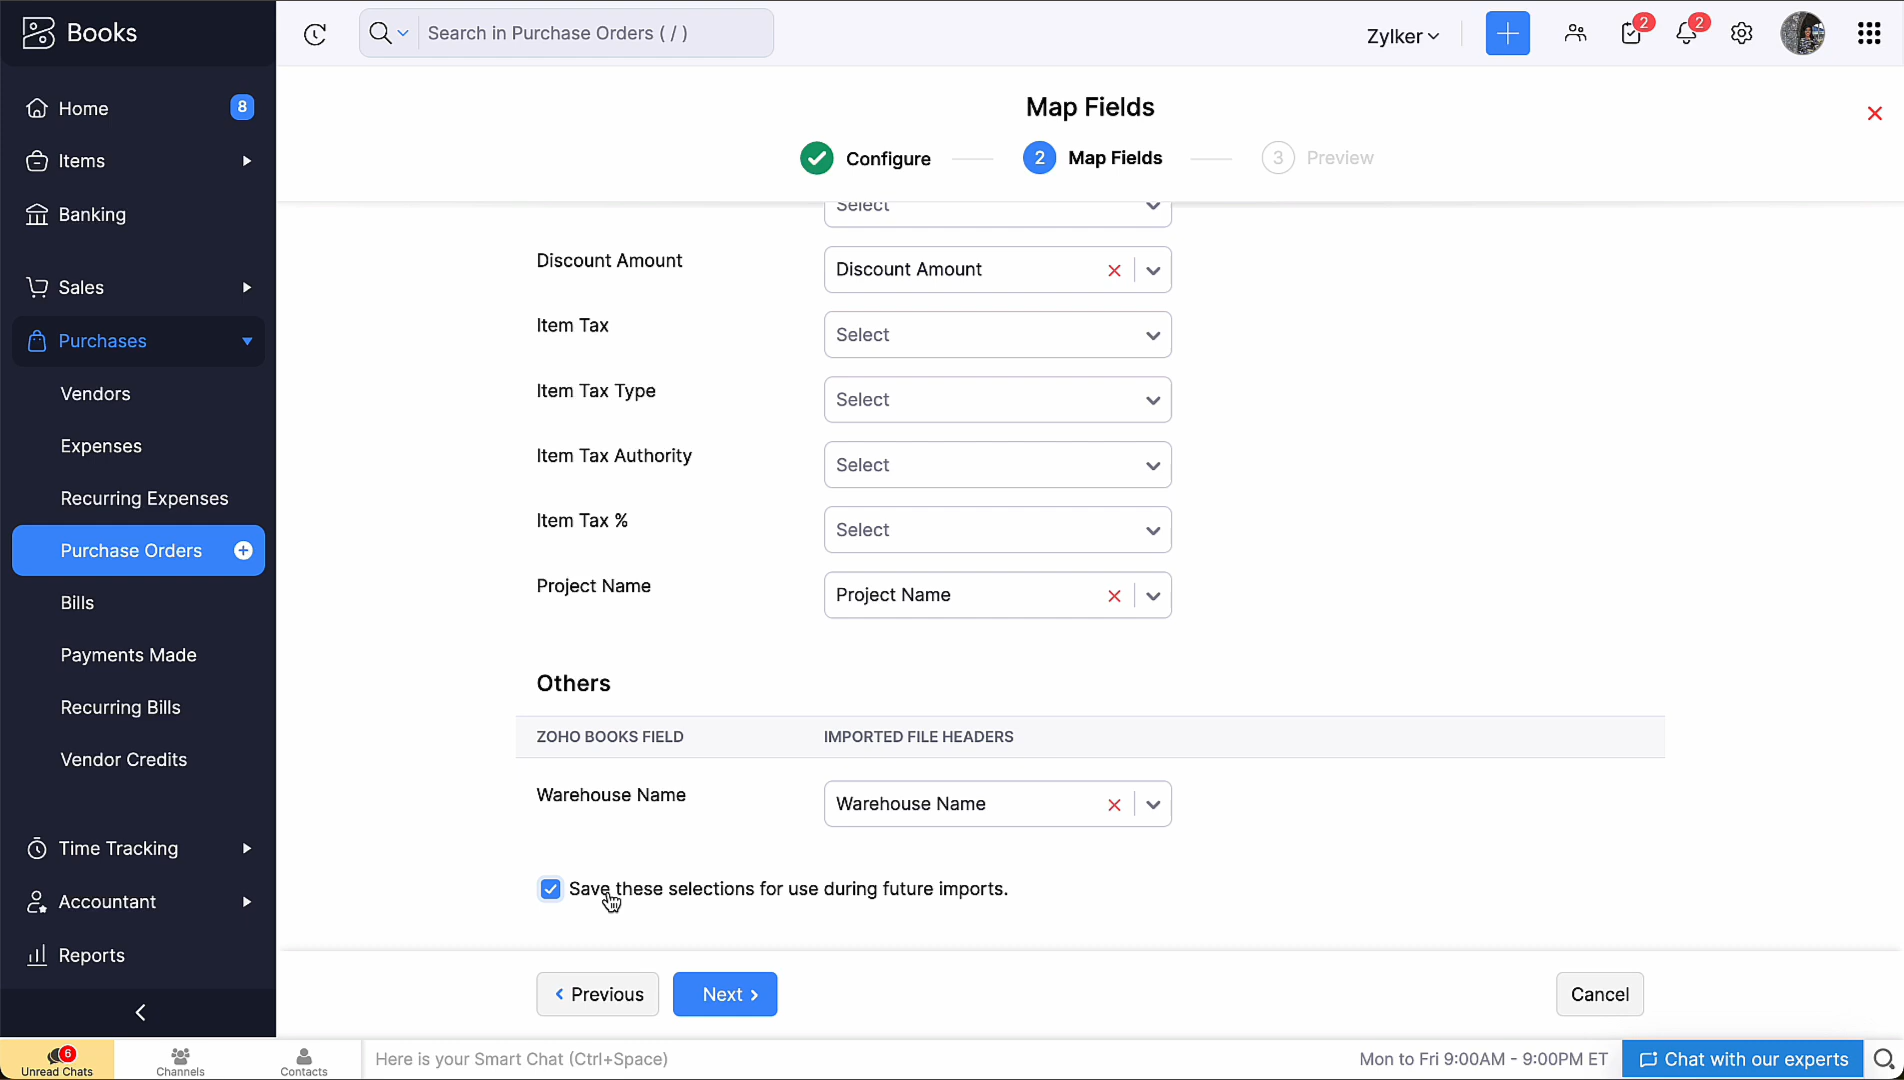 Books
Search in Purchase Orders ( / )
Zylker
2
2
Home
8
Items
Banking
Sales
Purchases
Vendors
Expenses
Recurring Expenses
Purchase Orders
Bills
Payments Made
Recurring Bills
Vendor Credits
Time Tracking
Accountant
Reports
Map Fields
Configure
2
Map Fields
3
Preview
Select
Discount Amount
Discount Amount
Item Tax
Select
Item Tax Type
Select
Item Tax Authority
Select
Item Tax %
Select
Project Name
Project Name
Others
ZOHO BOOKS FIELD
IMPORTED FILE HEADERS
Warehouse Name
Warehouse Name
Save these selections for use during future imports.
Previous
Next
Cancel
6
Unread Chats
Channels
Contacts
Here is your Smart Chat (Ctrl+Space)
Mon to Fri 9:00AM - 9:00PM ET
Chat with our experts